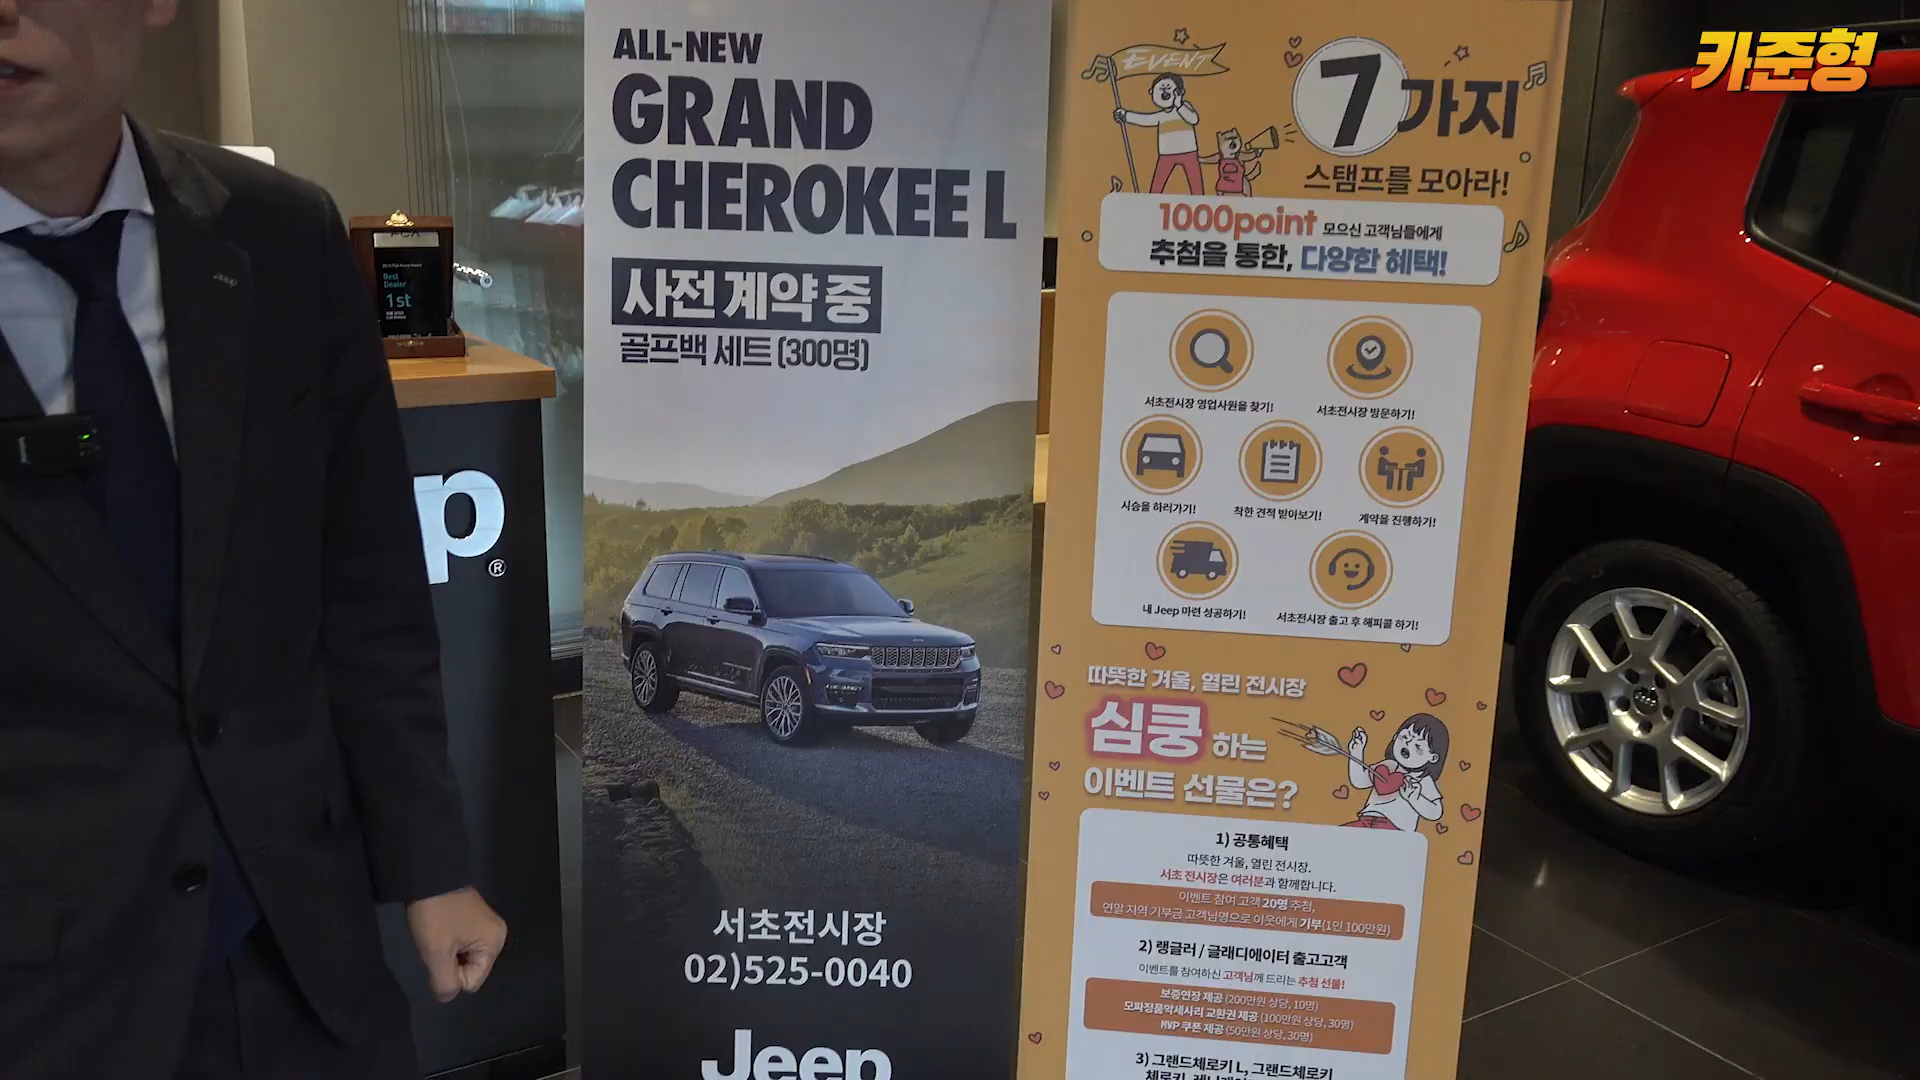 카준형
ALL-NEW
GRAND
CHEROKEE L
사전 계약 중
골프백 세트 (300명)
서초전시장
02)525-0040
Jeep
EVENT
7가지
스탬프를 모아라!
1000point 모으신 고객님들에게
추첨을 통한, 다양한 혜택!
서초전시장 영업사원을 찾기!
서초전시장 방문하기!
시승을 하러가기!
착한 견적 받아보기!
계약을 진행하기!
내 Jeep 마련 성공하기!
서초전시장 출고 후 해피콜 하기!
따뜻한 겨울, 열린 전시장
심쿵 하는
이벤트 선물은?
1) 공통혜택
따뜻한 겨울, 열린 전시장.
서초 전시장은 여러분과 함께합니다.
이벤트 참여 고객 20명 추첨,
연말 지역 기부금 고객님명으로 이웃에게 기부(1인 100만원)
2) 랭글러 / 글래디에이터 출고고객
이벤트를 참여하신 고객님께 드리는 추첨 선물!
보증연장 제공 (200만원 상당, 10명)
모파정품악세사리 교환권 제공 (100만원 상당, 30명)
MVP 쿠폰 제공 (50만원 상당, 30명)
3) 그랜드체로키 L, 그랜드체로키
Best
Dealer
1st
ep®